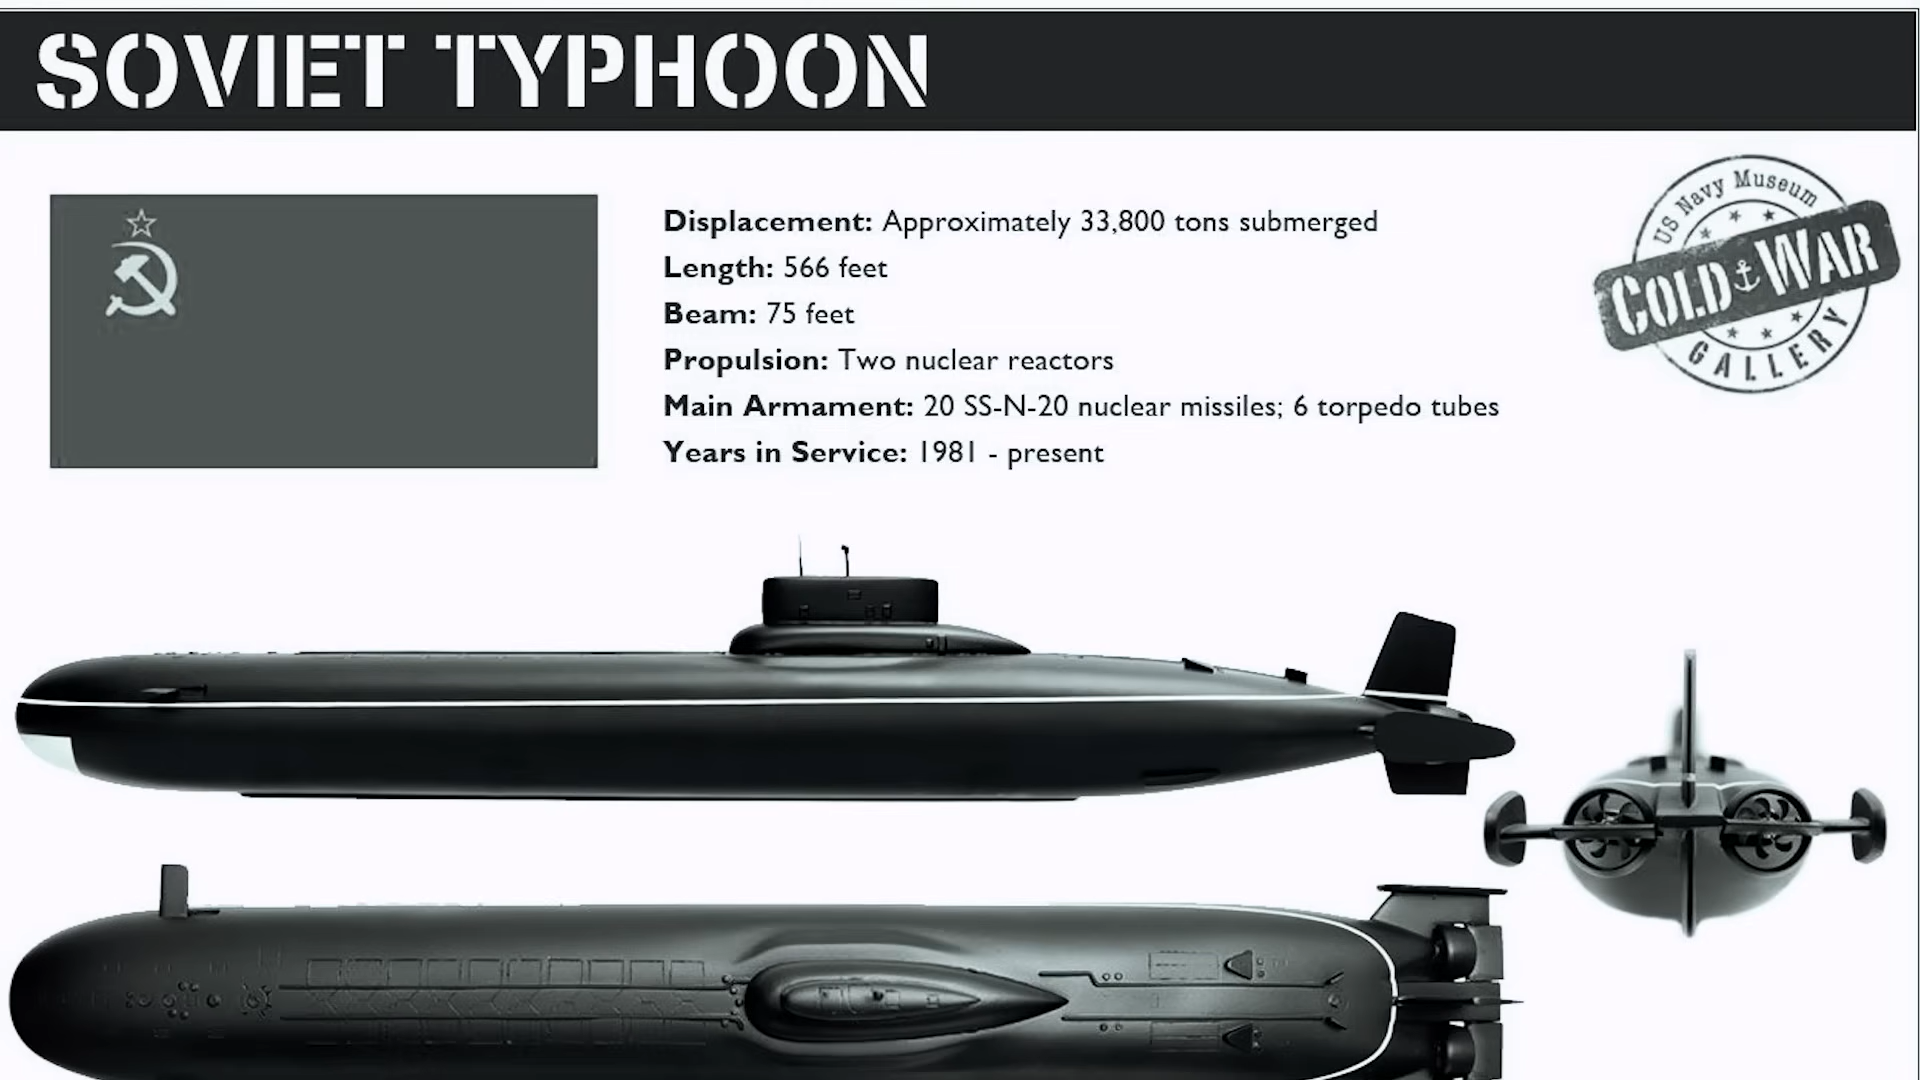 SOVIET TYPHOON
Displacement: Approximately 33,800 tons submerged
Length: 566 feet
Beam: 75 feet
Propulsion: Two nuclear reactors
Main Armament: 20 SS-N-20 nuclear missiles; 6 torpedo tubes
Years in Service: 1981 - present
US Navy Museum
COLD WAR
GALLERY